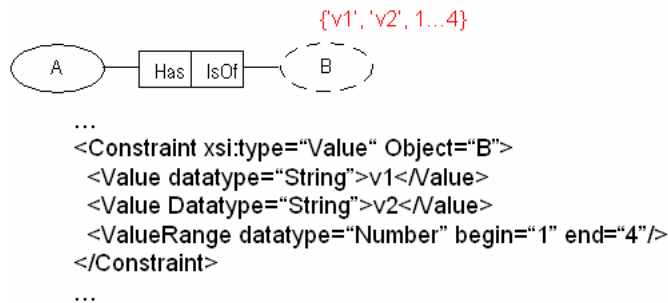 {'v1', 'v2', 1...4}
A Has IsOf B
...
<Constraint xsi:type=“Value“ Object=“B”>
<Value datatype=“String”>v1</Value>
<Value Datatype=“String”>v2</Value>
<ValueRange datatype=“Number” begin=“1” end=“4”/>
</Constraint>
...